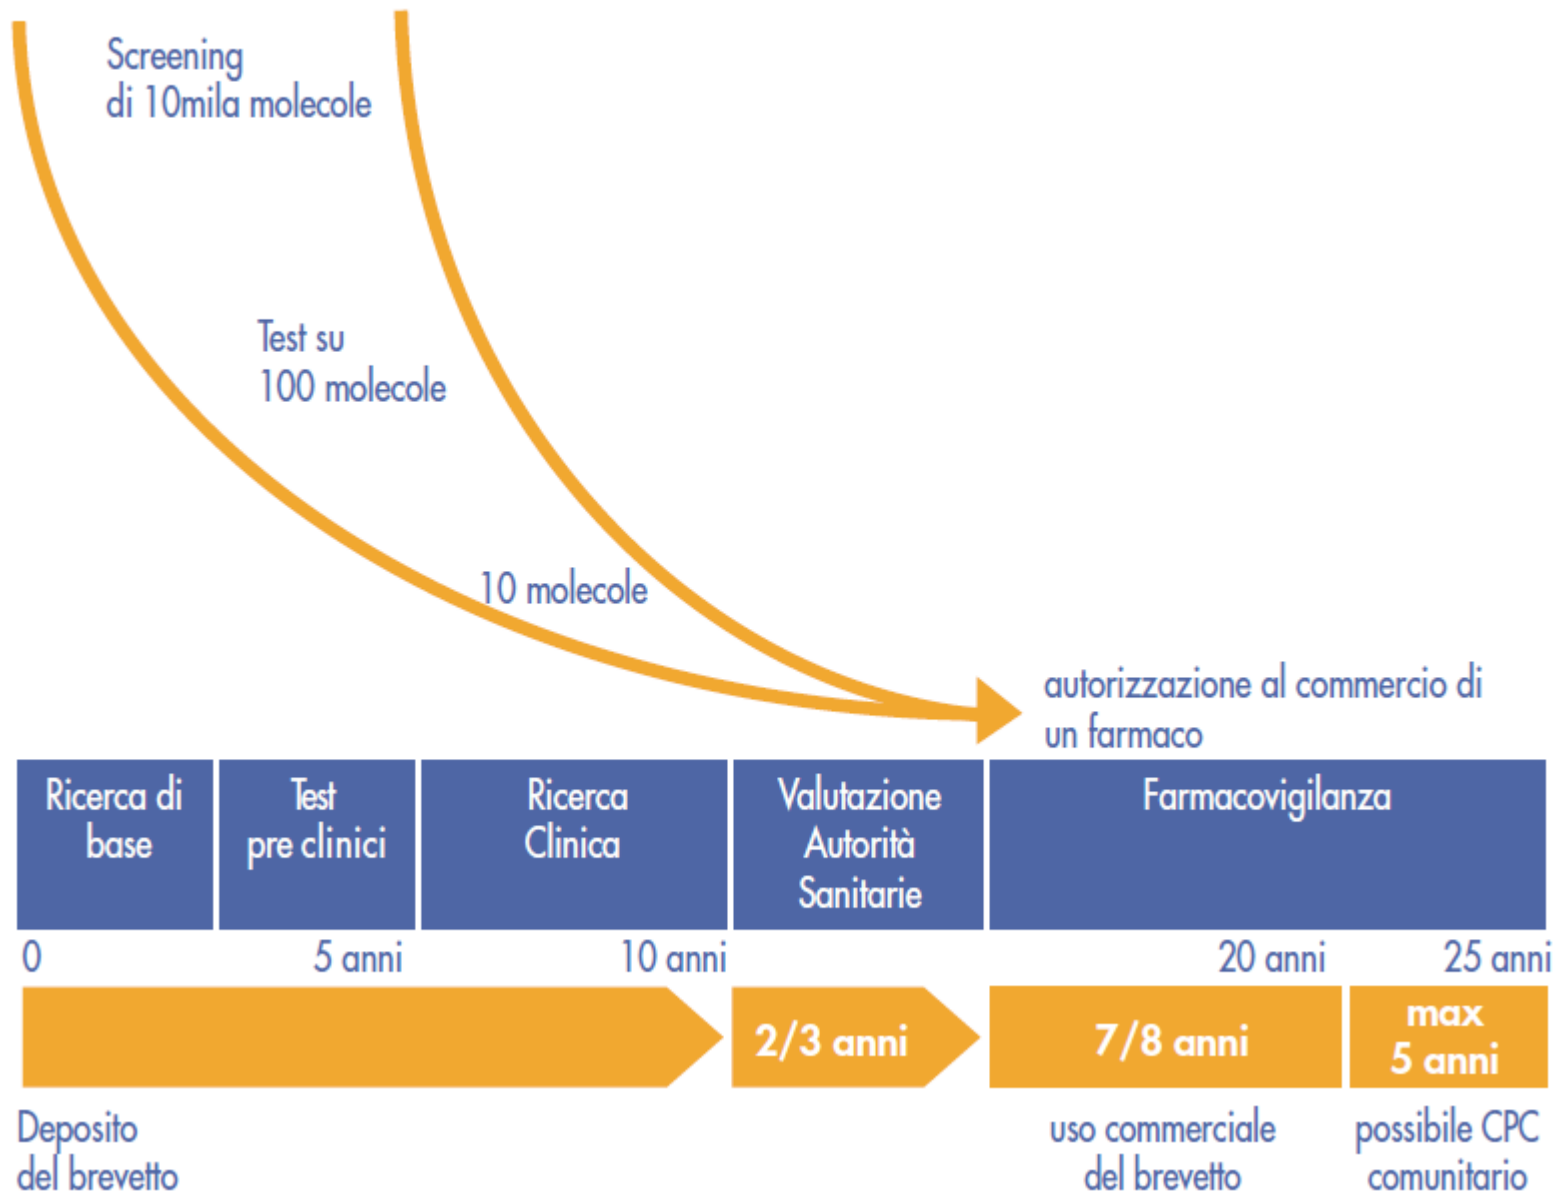 Screening
di 10mila molecole
Test su
100 molecole
10 molecole
autorizzazione al commercio di
un farmaco
Ricerca di
base
Test
pre clinici
Ricerca
Clinica
Valutazione
Autorità
Sanitarie
Farmacovigilanza
0
5 anni
10 anni
20 anni
25 anni
2/3 anni
7/8 anni
max
5 anni
Deposito
del brevetto
uso commerciale
del brevetto
possibile CPC
comunitario